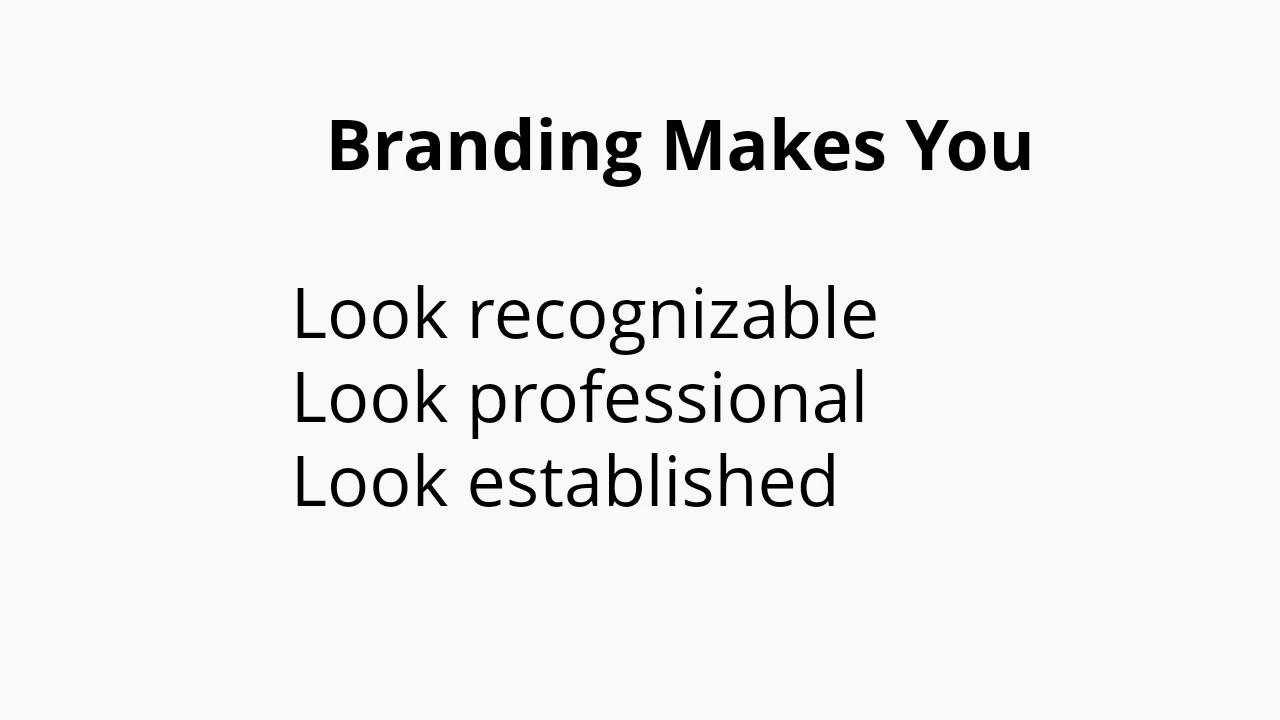 Branding Makes You
Look recognizable
Look professional
Look established